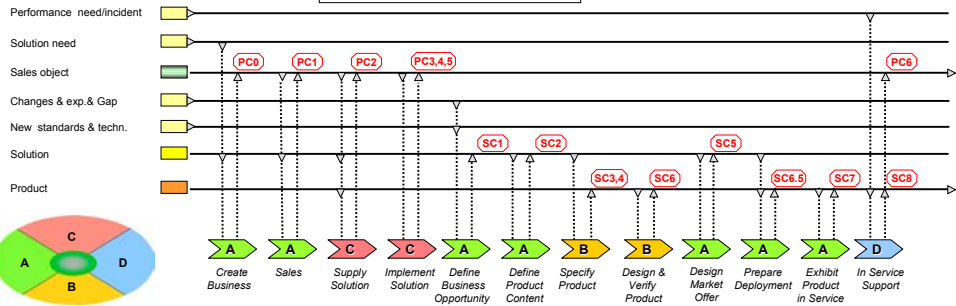 Performance need/incident
Solution need
PC0 PC1 PC2 PC3,4,5 PC6
Sales object
Changes & exp.& Gap
New standards & techn.
SC1 SC2 SC5
Solution
SC3,4 SC6 SC6.5 SC7 SC8
Product
C
A D
B
A A C C A A B B A A A D
Create
Business
Sales
Supply
Solution
Implement
Solution
Define
Business
Opportunity
Define
Product
Content
Specify
Product
Design &
Verify
Product
Design
Market
Offer
Prepare
Deployment
Exhibit
Product
in Service
In Service
Support